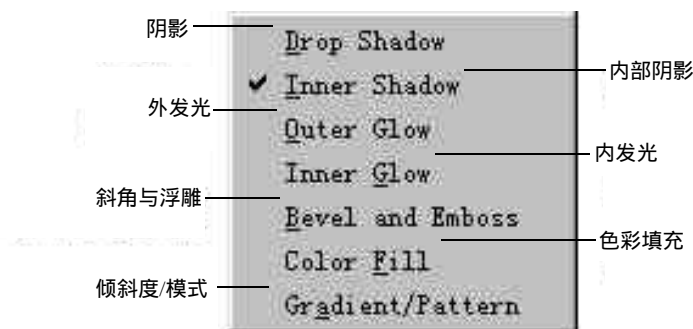 阴影
Drop Shadow
✔ Inner Shadow
内部阴影
外发光
Outer Glow
内发光
Inner Glow
斜角与浮雕
Bevel and Emboss
色彩填充
Color Fill
倾斜度/模式
Gradient/Pattern